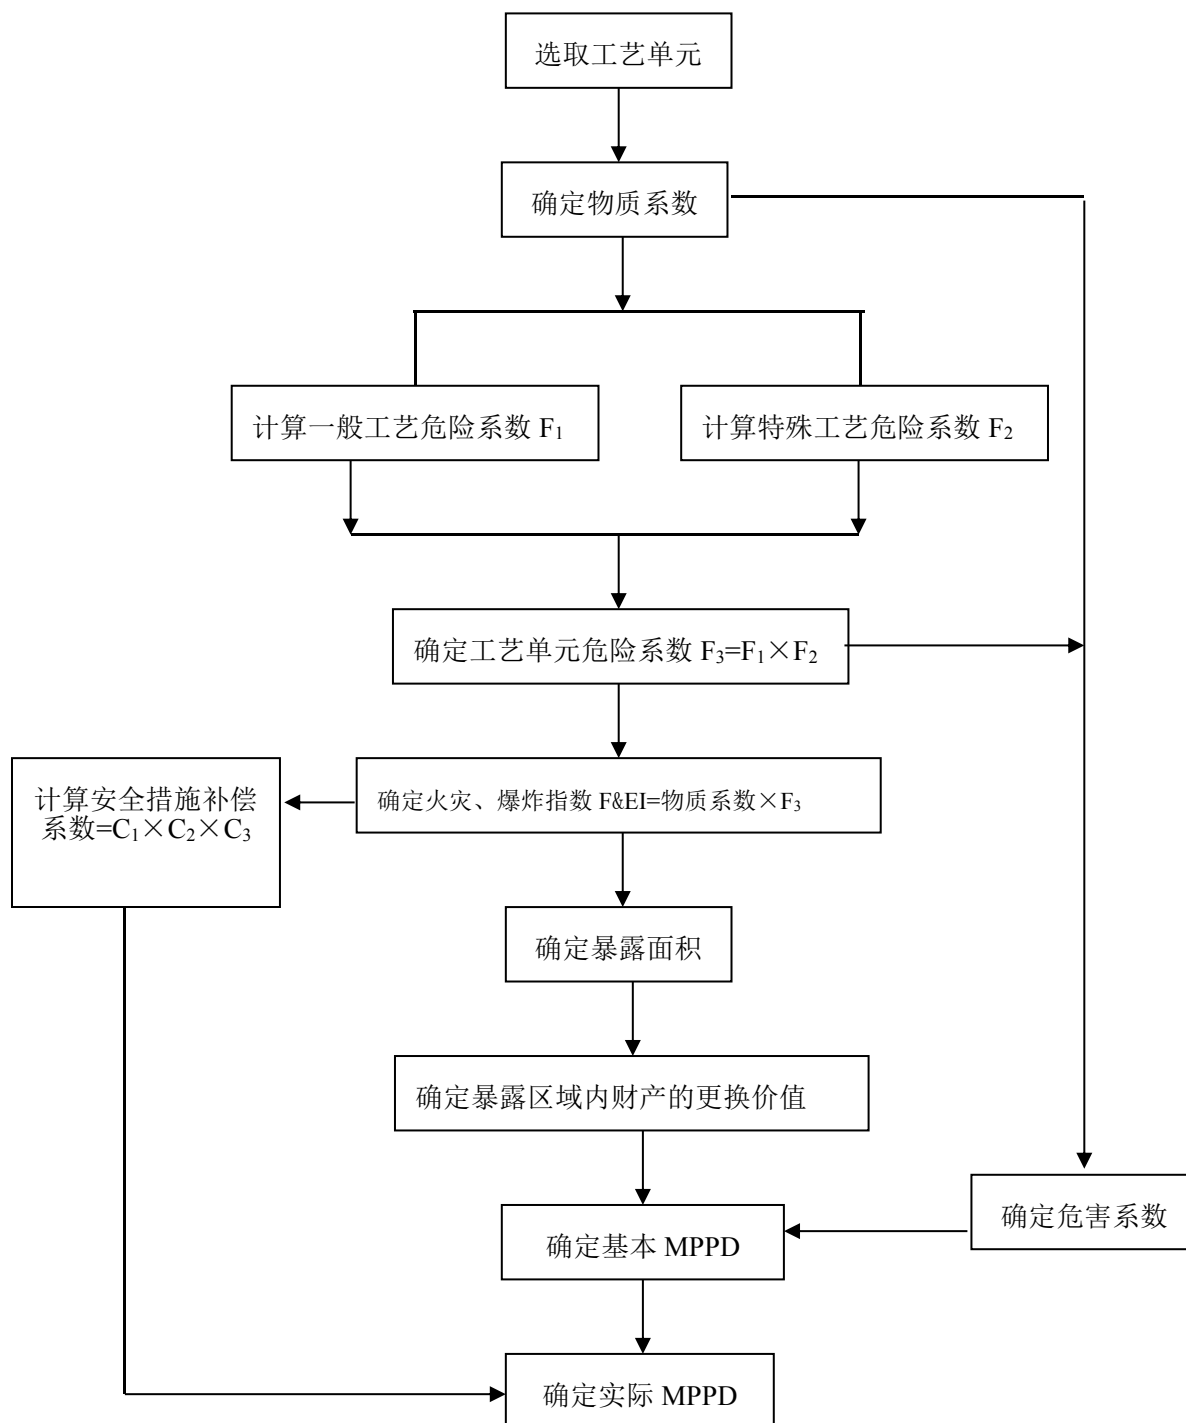 选取工艺单元
确定物质系数
计算一般工艺危险系数 F₁
计算特殊工艺危险系数 F₂
确定工艺单元危险系数 F₃=F₁×F₂
计算安全措施补偿
系数=C₁×C₂×C₃
确定火灾、爆炸指数 F&EI=物质系数×F₃
确定暴露面积
确定暴露区域内财产的更换价值
确定危害系数
确定基本 MPPD
确定实际 MPPD